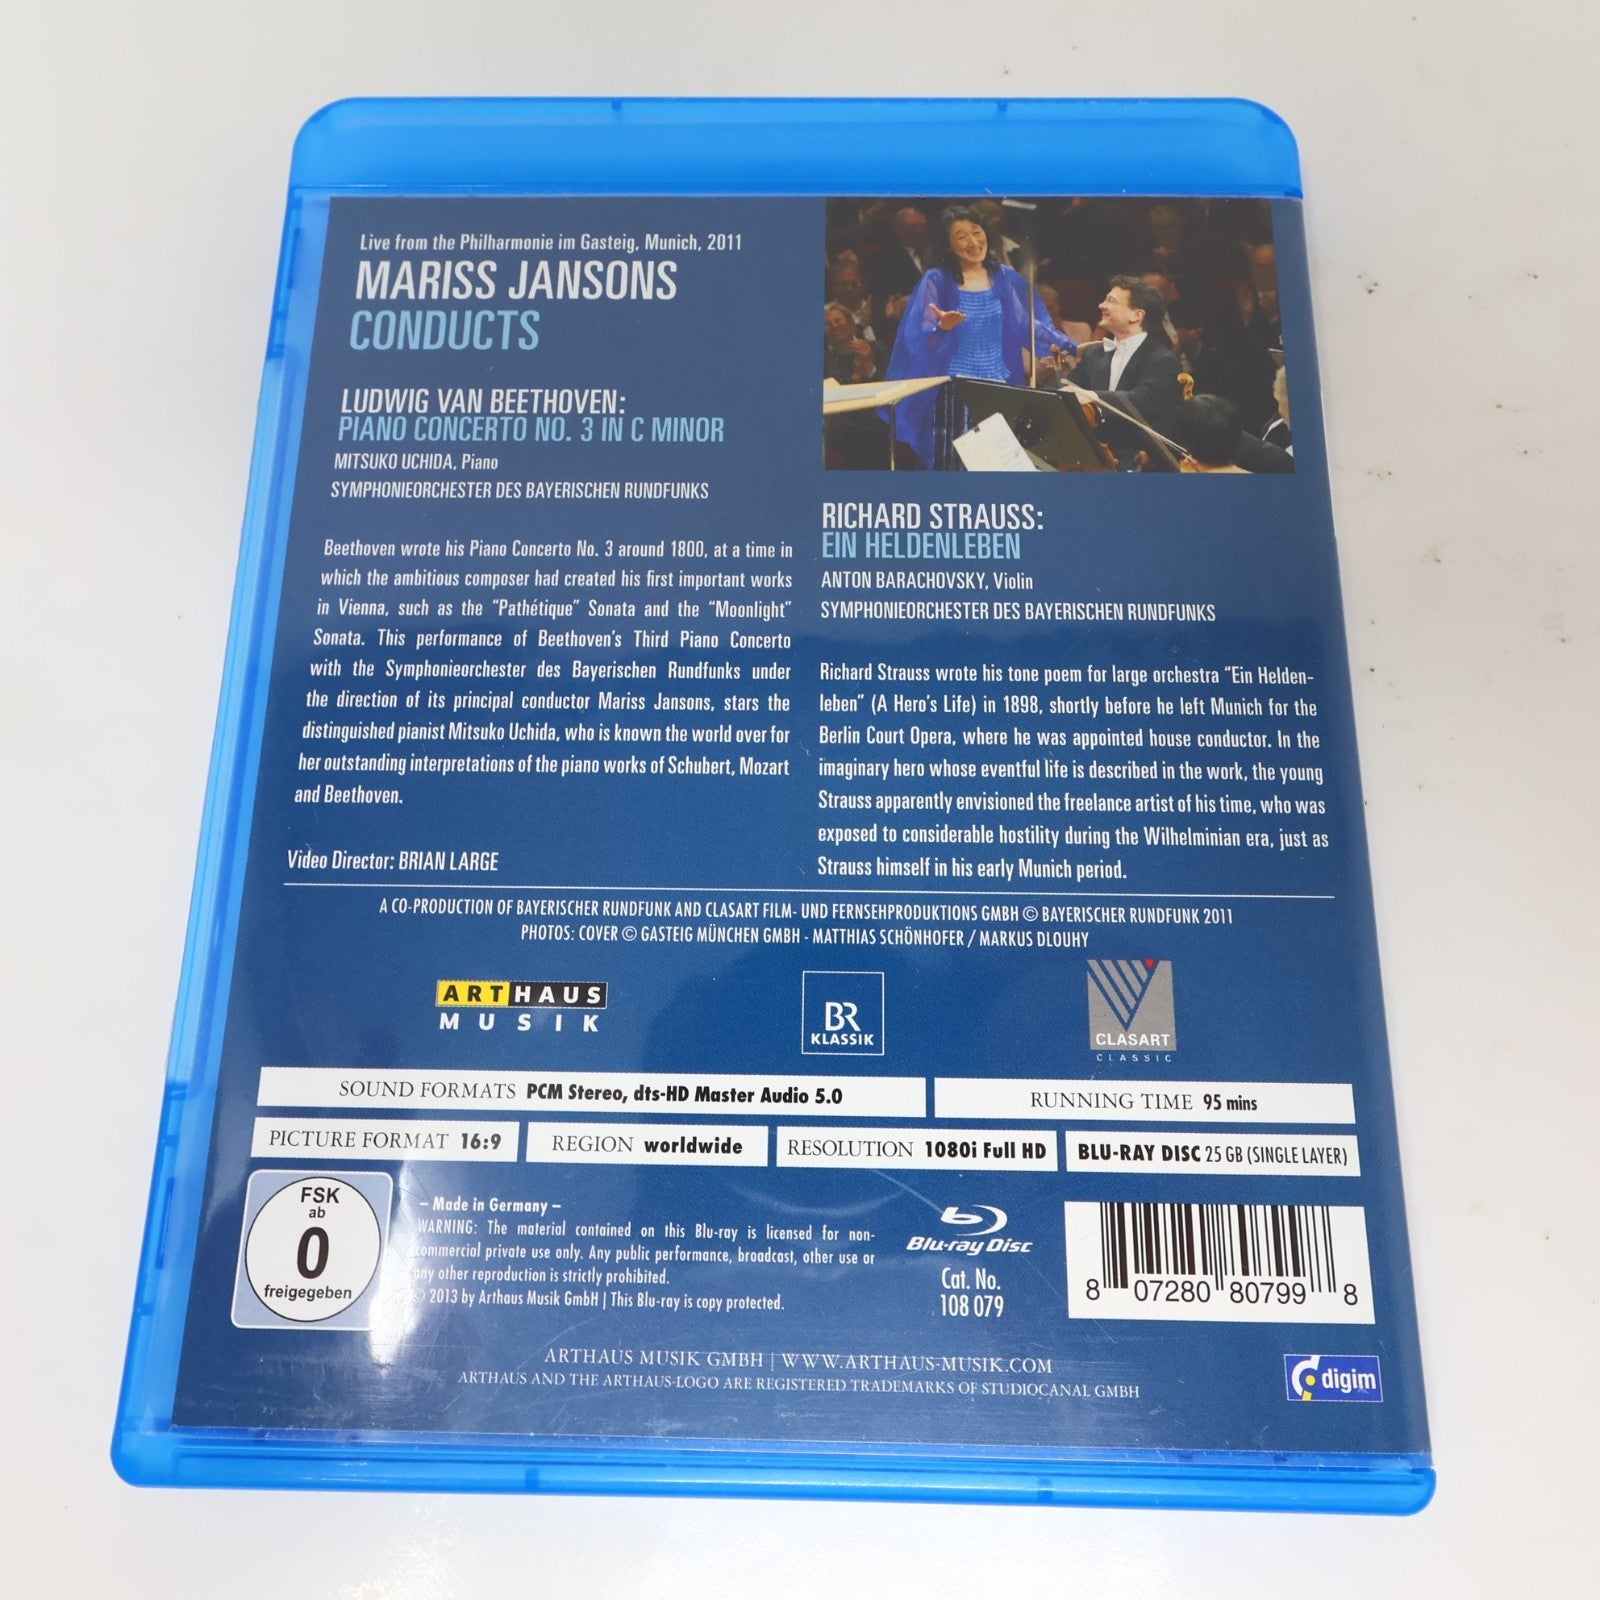 Live from the Philharmonie im Gasteig, Munich, 2011
MARISS JANSONS
CONDUCTS
LUDWIG VAN BEETHOVEN:
PIANO CONCERTO NO. 3 IN C MINOR
MITSUKO UCHIDA, Piano
SYMPHONIEORCHESTER DES BAYERISCHEN RUNDFUNKS
Beethoven wrote his Piano Concerto No. 3 around 1800, at a time in
which the ambitious composer had created his first important works
in Vienna, such as the "Pathétique" Sonata and the "Moonlight"
Sonata. This performance of Beethoven's Third Piano Concerto
with the Symphonieorchester des Bayerischen Rundfunks under
the direction of its principal conductor Mariss Jansons, stars the
distinguished pianist Mitsuko Uchida, who is known the world over for
her outstanding interpretations of the piano works of Schubert, Mozart
and Beethoven.
Video Director: BRIAN LARGE
RICHARD STRAUSS:
EIN HELDENLEBEN
ANTON BARACHOVSKY, Violin
SYMPHONIEORCHESTER DES BAYERISCHEN RUNDFUNKS
Richard Strauss wrote his tone poem for large orchestra "Ein Helden-
leben" (A Hero's Life) in 1898, shortly before he left Munich for the
Berlin Court Opera, where he was appointed house conductor. In the
imaginary hero whose eventful life is described in the work, the young
Strauss apparently envisioned the freelance artist of his time, who was
exposed to considerable hostility during the Wilhelminian era, just as
Strauss himself in his early Munich period.
A CO-PRODUCTION OF BAYERISCHER RUNDFUNK AND CLASART FILM- UND FERNSEHPRODUKTIONS GMBH © BAYERISCHER RUNDFUNK 2011
PHOTOS: COVER © GASTEIG MÜNCHEN GMBH - MATTHIAS SCHÖNHOFER / MARKUS DLOUHY
ARTHAUS
MUSIK
BR
KLASSIK
CLASART
CLASSIC
SOUND FORMATS PCM Stereo, dts-HD Master Audio 5.0
RUNNING TIME 95 mins
PICTURE FORMAT 16:9
REGION worldwide
RESOLUTION 1080i Full HD
BLU-RAY DISC 25 GB (SINGLE LAYER)
FSK
ab
0
freigegeben
– Made in Germany –
WARNING: The material contained on this Blu-ray is licensed for non-
commercial private use only. Any public performance, broadcast, other use or
any other reproduction is strictly prohibited.
© 2013 by Arthaus Musik GmbH | This Blu-ray is copy protected.
Blu-ray Disc
Cat. No.
108 079
8 07280 80799 8
ARTHAUS MUSIK GMBH | WWW.ARTHAUS-MUSIK.COM
ARTHAUS AND THE ARTHAUS-LOGO ARE REGISTERED TRADEMARKS OF STUDIOCANAL GMBH
digim